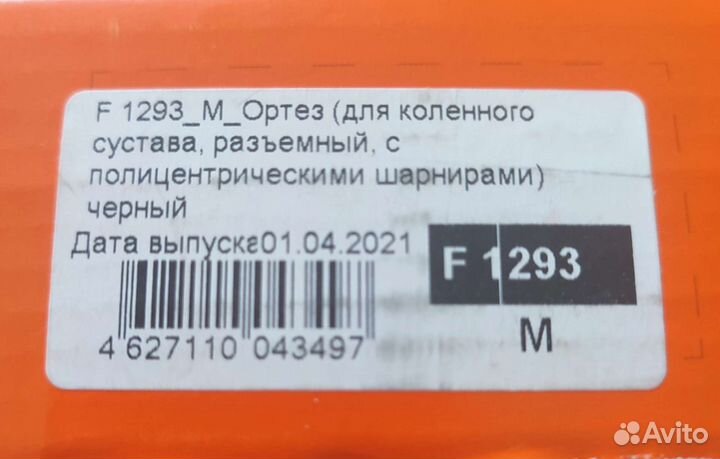 F 1293_M_Ортез (для коленного
сустава, разъемный, с
полицентрическими шарнирами)
черный
Дата выпуска01.04.2021
F 1293
M
4 627110 043497
Avito